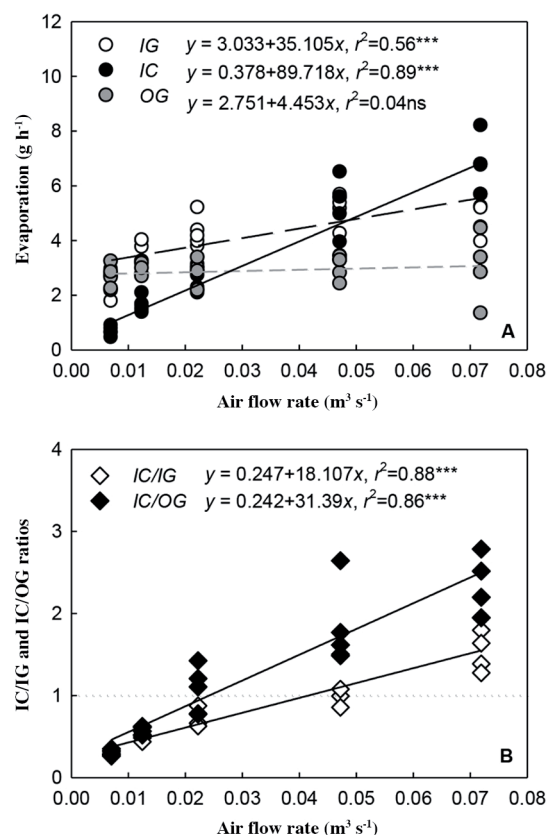 12
IG y = 3.033+35.105x, r²=0.56***
10
IC y = 0.378+89.718x, r²=0.89***
OG y = 2.751+4.453x, r²=0.04ns
8
Evaporation (g h⁻¹)
6
4
2
A
0
0.00 0.01 0.02 0.03 0.04 0.05 0.06 0.07 0.08
Air flow rate (m³ s⁻¹)
4
IC/IG y = 0.247+18.107x, r²=0.88***
IC/OG y = 0.242+31.39x, r²=0.86***
3
IC/IG and IC/OG ratios
2
1
B
0
0.00 0.01 0.02 0.03 0.04 0.05 0.06 0.07 0.08
Air flow rate (m³ s⁻¹)